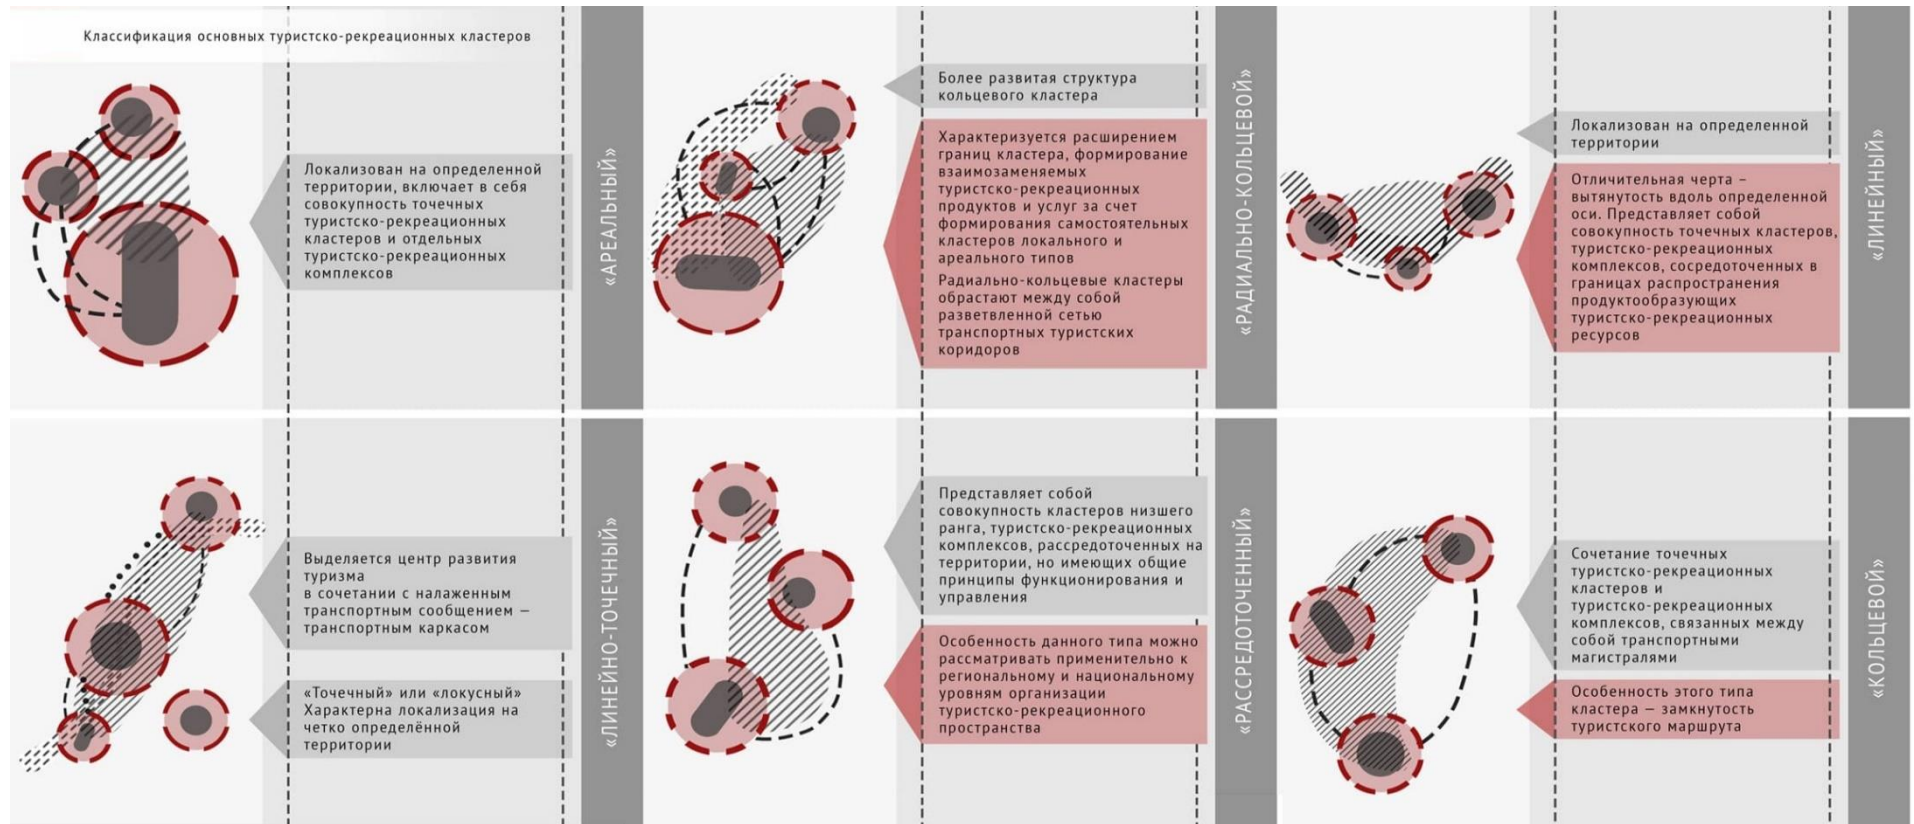 Классификация основных туристско-рекреационных кластеров
Локализован на определенной
территории, включает в себя
совокупность точечных
туристско-рекреационных
кластеров и отдельных
туристско-рекреационных
комплексов
«АРЕАЛЬНЫЙ»
Более развитая структура
кольцевого кластера
Характеризуется расширением
границ кластера, формирование
взаимозаменяемых
туристско-рекреационных
продуктов и услуг за счет
формирования самостоятельных
кластеров локального и
ареального типов
Радиально-кольцевые кластеры
обрастают между собой
разветвленной сетью
транспортных туристских
коридоров
«РАДИАЛЬНО-КОЛЬЦЕВОЙ»
Локализован на определенной
территории
Отличительная черта –
вытянутость вдоль определенной
оси. Представляет собой
совокупность точечных кластеров,
туристско-рекреационных
комплексов, сосредоточенных в
границах распространения
продуктообразующих
туристско-рекреационных
ресурсов
«ЛИНЕЙНЫЙ»
Выделяется центр развития
туризма
в сочетании с налаженным
транспортным сообщением —
транспортным каркасом
«Точечный» или «локусный»
Характерна локализация на
четко определённой
территории
«ЛИНЕЙНО-ТОЧЕЧНЫЙ»
Представляет собой
совокупность кластеров низшего
ранга, туристско-рекреационных
комплексов, рассредоточенных на
территории, но имеющих общие
принципы функционирования и
управления
Особенность данного типа можно
рассматривать применительно к
региональному и национальному
уровням организации
туристско-рекреационного
пространства
«РАССРЕДОТОЧЕННЫЙ»
Сочетание точечных
туристско-рекреационных
кластеров и
туристско-рекреационных
комплексов, связанных между
собой транспортными
магистралями
Особенность этого типа
кластера — замкнутость
туристского маршрута
«КОЛЬЦЕВОЙ»